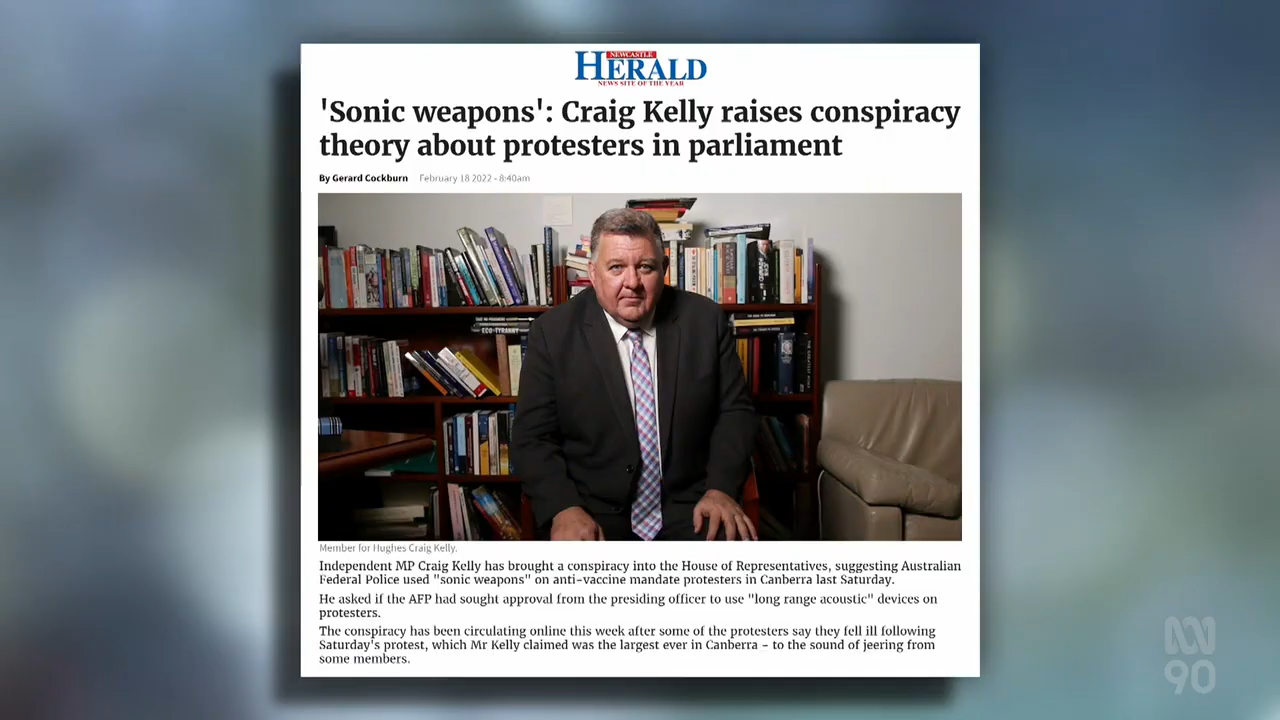 NEWCASTLE
HERALD
NEWS SITE OF THE YEAR
'Sonic weapons': Craig Kelly raises conspiracy
theory about protesters in parliament
By Gerard Cockburn February 18 2022 - 8:40am
ECO-TYRANNY
Member for Hughes Craig Kelly.
Independent MP Craig Kelly has brought a conspiracy into the House of Representatives, suggesting Australian
Federal Police used "sonic weapons" on anti-vaccine mandate protesters in Canberra last Saturday.
He asked if the AFP had sought approval from the presiding officer to use "long range acoustic" devices on
protesters.
The conspiracy has been circulating online this week after some of the protesters say they fell ill following
Saturday's protest, which Mr Kelly claimed was the largest ever in Canberra - to the sound of jeering from
some members.
90